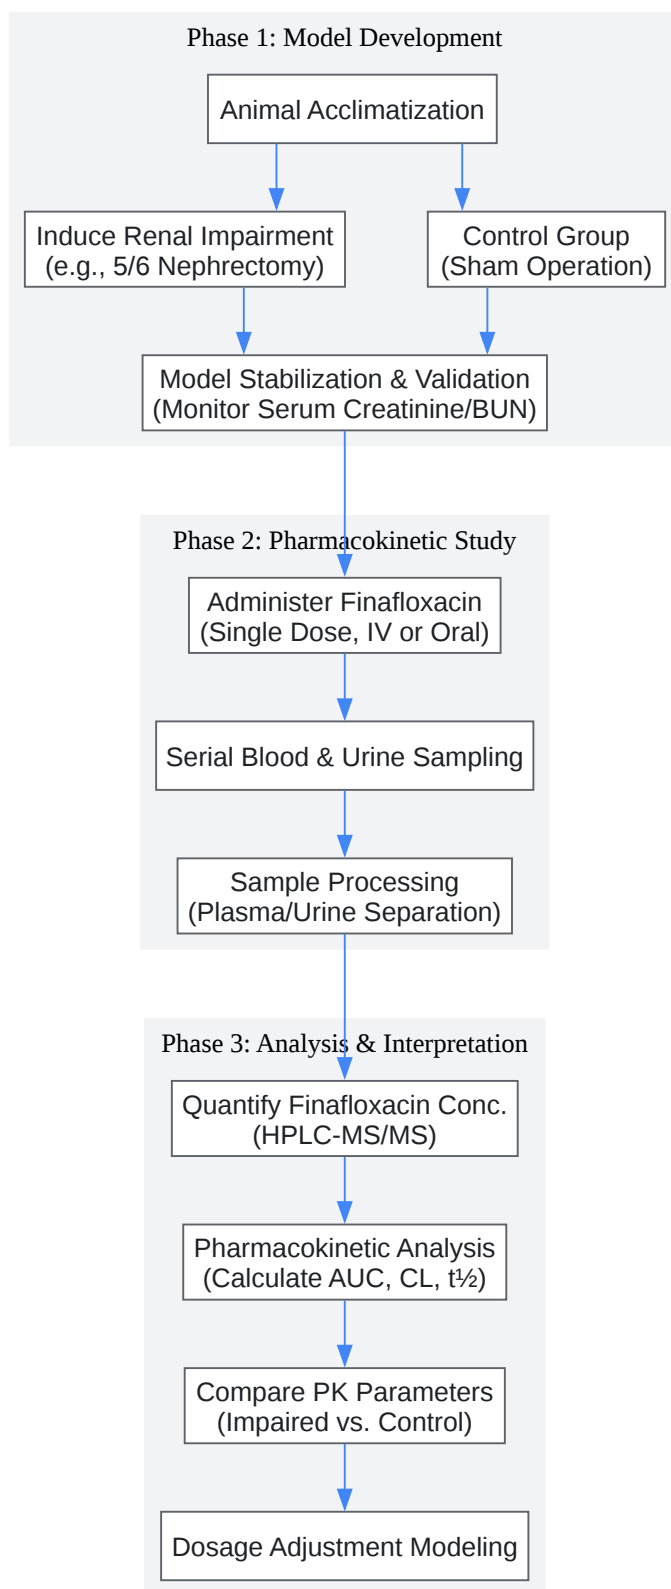 Phase 1: Model Development
Animal Acclimatization
Induce Renal Impairment
(e.g., 5/6 Nephrectomy)
Control Group
(Sham Operation)
Model Stabilization & Validation
(Monitor Serum Creatinine/BUN)
Phase 2: Pharmacokinetic Study
Administer Finafloxacin
(Single Dose, IV or Oral)
Serial Blood & Urine Sampling
Sample Processing
(Plasma/Urine Separation)
Phase 3: Analysis & Interpretation
Quantify Finafloxacin Conc.
(HPLC-MS/MS)
Pharmacokinetic Analysis
(Calculate AUC, CL, t½)
Compare PK Parameters
(Impaired vs. Control)
Dosage Adjustment Modeling